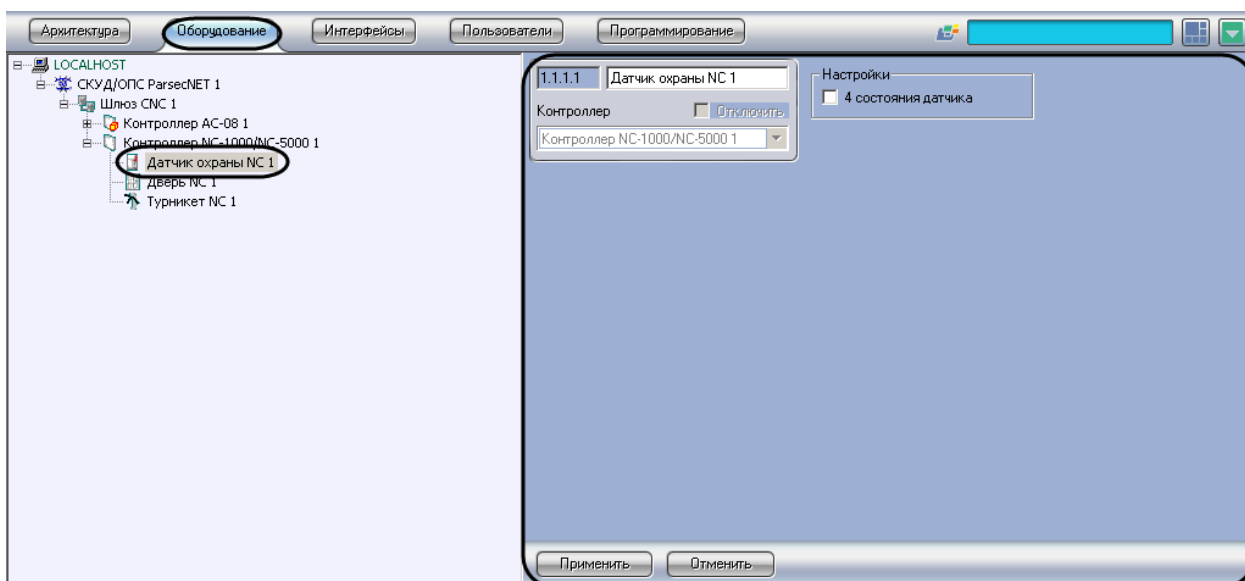 Архитектура Оборудование Интерфейсы Пользователи Программирование
LOCALHOST
СКУД/ОПС ParsecNET 1
Шлюз CNC 1
Контроллер AC-08 1
Контроллер NC-1000/NC-5000 1
Датчик охраны NC 1
Дверь NC 1
Турникет NC 1
1.1.1.1 Датчик охраны NC 1
Контроллер Отключить
Контроллер NC-1000/NC-5000 1
Настройки
4 состояния датчика
Применить Отменить